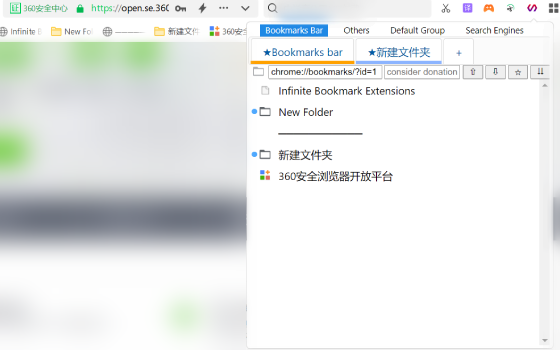 360安全中心 https://open.se.360
Infinite B New Fo ———— 新建文件 360安
Bookmarks Bar Others Default Group Search Engines
★Bookmarks bar ★新建文件夹 +
chrome://bookmarks/?id=1 consider donation ⇧ ⇩ ☆ ⇊
Infinite Bookmark Extensions
New Folder
————————
新建文件夹
360安全浏览器开放平台